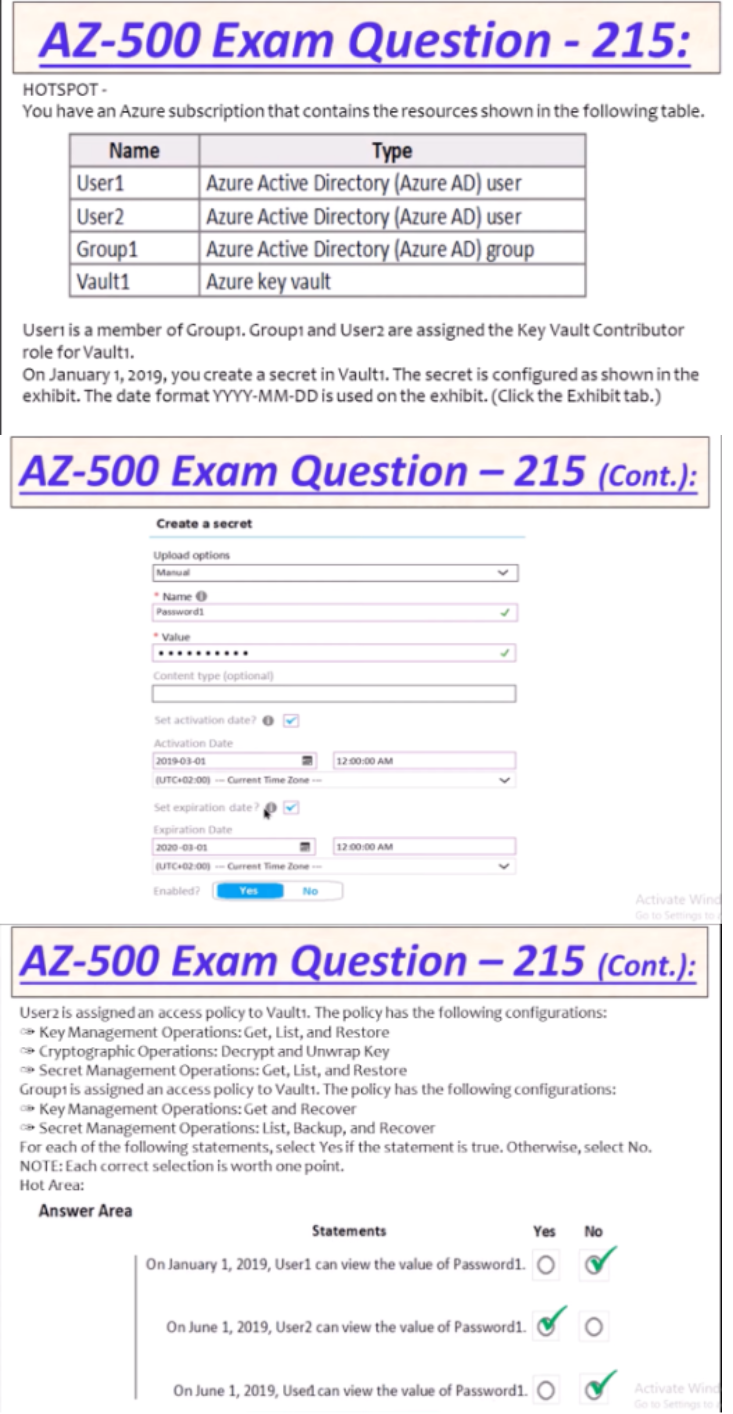 AZ-500 Exam Question - 215:
HOTSPOT -
You have an Azure subscription that contains the resources shown in the following table.
Name Type
User1 Azure Active Directory (Azure AD) user
User2 Azure Active Directory (Azure AD) user
Group1 Azure Active Directory (Azure AD) group
Vault1 Azure key vault
User1 is a member of Group1. Group1 and User2 are assigned the Key Vault Contributor
role for Vault1.
On January 1, 2019, you create a secret in Vault1. The secret is configured as shown in the
exhibit. The date format YYYY-MM-DD is used on the exhibit. (Click the Exhibit tab.)
AZ-500 Exam Question – 215 (Cont.):
Create a secret
Upload options
Manual
* Name
Password1
* Value
Content type (optional)
Set activation date?
Activation Date
2019-03-01 12:00:00 AM
(UTC+02:00) --- Current Time Zone ---
Set expiration date?
Expiration Date
2020-03-01 12:00:00 AM
(UTC+02:00) --- Current Time Zone ---
Enabled? Yes No
Activate Wind
Go to Settings to
AZ-500 Exam Question – 215 (Cont.):
User2 is assigned an access policy to Vault1. The policy has the following configurations:
Key Management Operations: Get, List, and Restore
Cryptographic Operations: Decrypt and Unwrap Key
Secret Management Operations: Get, List, and Restore
Group1 is assigned an access policy to Vault1. The policy has the following configurations:
Key Management Operations: Get and Recover
Secret Management Operations: List, Backup, and Recover
For each of the following statements, select Yes if the statement is true. Otherwise, select No.
NOTE: Each correct selection is worth one point.
Hot Area:
Answer Area
Statements Yes No
On January 1, 2019, User1 can view the value of Password1.
On June 1, 2019, User2 can view the value of Password1.
On June 1, 2019, can view the value of Password1.
Activate Wind
Go to Settings to